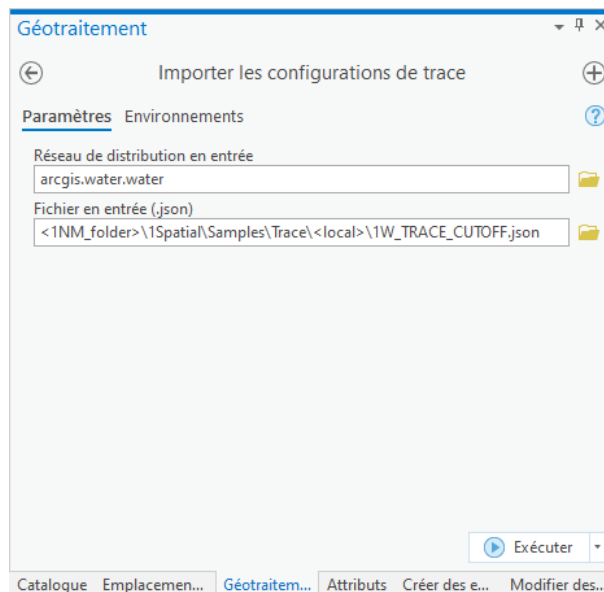 Géotraitement
Importer les configurations de trace
Paramètres Environnements
Réseau de distribution en entrée
arcgis.water.water
Fichier en entrée (.json)
<1NM_folder>\1Spatial\Samples\Trace\<local>\1W_TRACE_CUTOFF.json
Exécuter
Catalogue Emplacemen... Géotraitem... Attributs Créer des e... Modifier des...